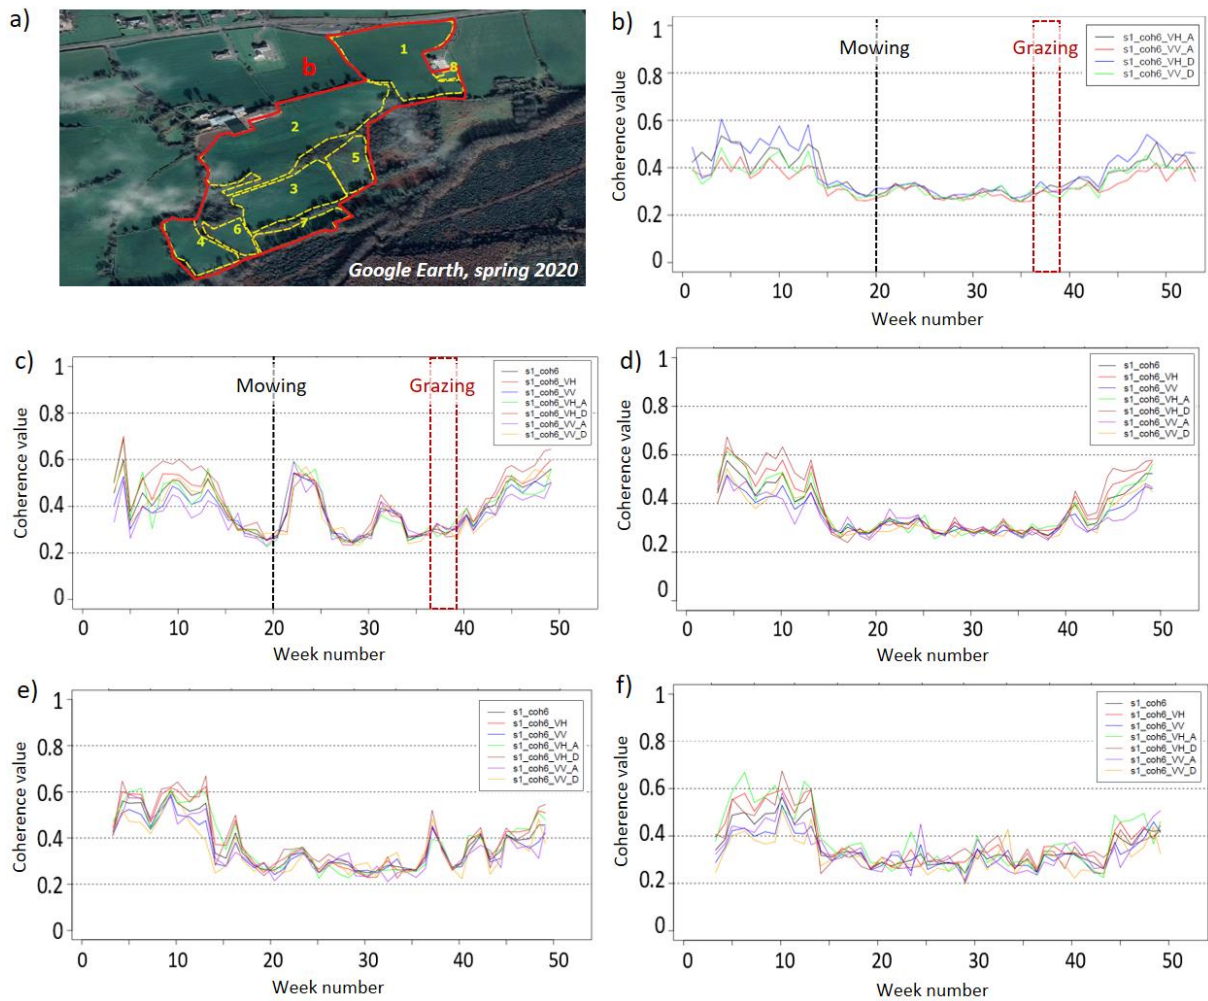 a)
1
8
b
2
5
3
6
7
4
Google Earth, spring 2020
b)
Mowing
Grazing
s1_coh6_VH_A
s1_coh6_VV_A
s1_coh6_VH_D
s1_coh6_VV_D
1
0.8
0.6
0.4
0.2
0
Coherence value
0 10 20 30 40 50
Week number
c)
Mowing
Grazing
s1_coh6
s1_coh6_VH
s1_coh6_VV
s1_coh6_VH_A
s1_coh6_VH_D
s1_coh6_VV_A
s1_coh6_VV_D
1
0.8
0.6
0.4
0.2
0
Coherence value
0 10 20 30 40 50
Week number
d)
s1_coh6
s1_coh6_VH
s1_coh6_VV
s1_coh6_VH_A
s1_coh6_VH_D
s1_coh6_VV_A
s1_coh6_VV_D
1
0.8
0.6
0.4
0.2
0
Coherence value
0 10 20 30 40 50
Week number
e)
s1_coh6
s1_coh6_VH
s1_coh6_VV
s1_coh6_VH_A
s1_coh6_VH_D
s1_coh6_VV_A
s1_coh6_VV_D
1
0.8
0.6
0.4
0.2
0
Coherence value
0 10 20 30 40 50
Week number
f)
s1_coh6
s1_coh6_VH
s1_coh6_VV
s1_coh6_VH_A
s1_coh6_VH_D
s1_coh6_VV_A
s1_coh6_VV_D
1
0.8
0.6
0.4
0.2
0
Coherence value
0 10 20 30 40 50
Week number